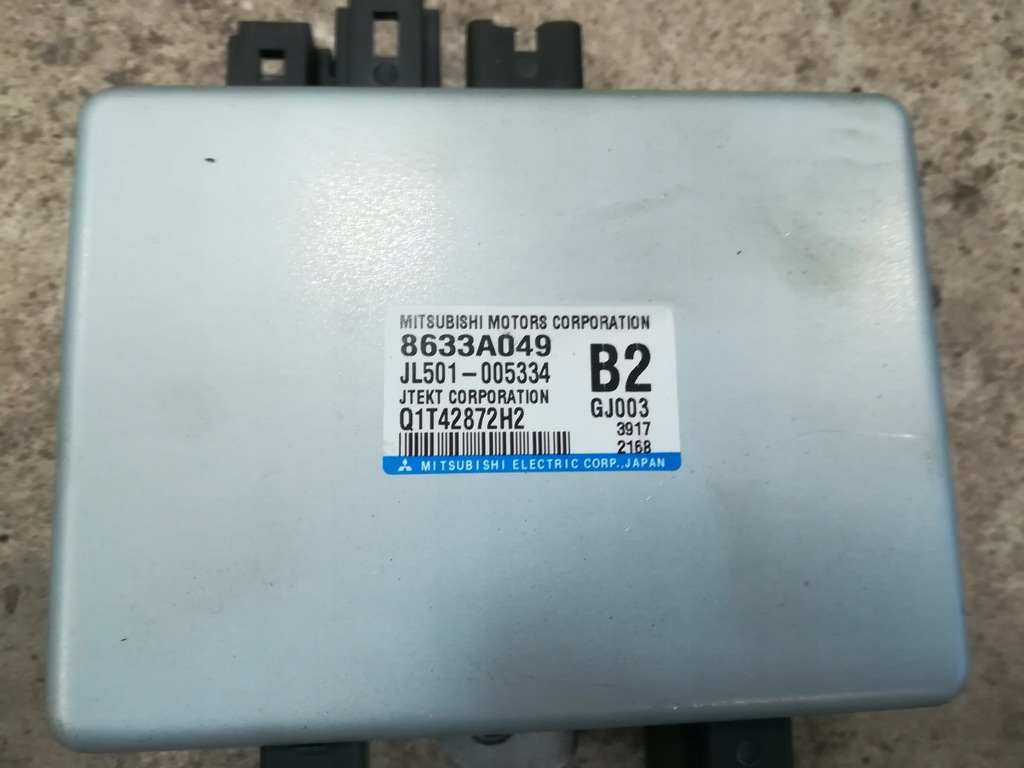 MITSUBISHI MOTORS CORPORATION
8633A049
JL501-005334
B2
JTEKT CORPORATION
GJ003
Q1T42872H2
3917
2168
MITSUBISHI ELECTRIC CORP., JAPAN